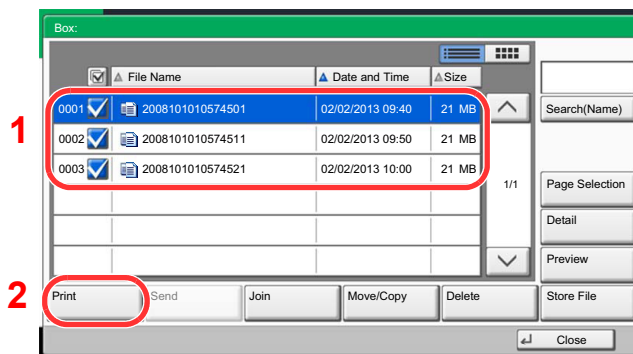 Box:
File Name Date and Time Size
0001 2008101010574501 02/02/2013 09:40 21 MB
Search(Name)
1
0002 2008101010574511 02/02/2013 09:50 21 MB
0003 2008101010574521 02/02/2013 10:00 21 MB
1/1
Page Selection
Detail
Preview
2
Print Send Join Move/Copy Delete Store File
Close